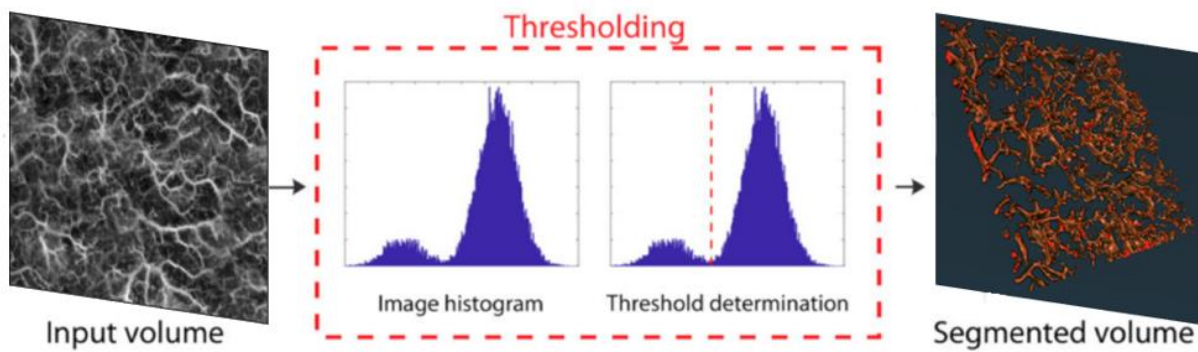 Thresholding
Image histogram
Threshold determination
Input volume
Segmented volume